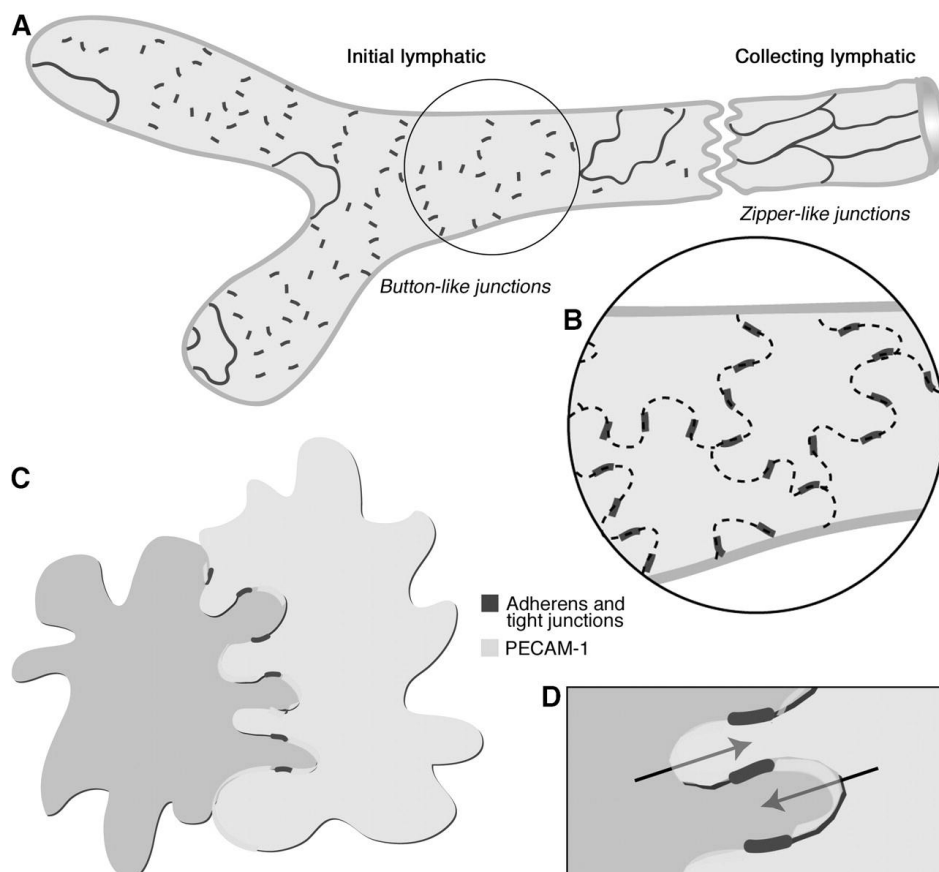 A
Initial lymphatic
Collecting lymphatic
Button-like junctions
Zipper-like junctions
B
C
Adherens and
tight junctions
PECAM-1
D